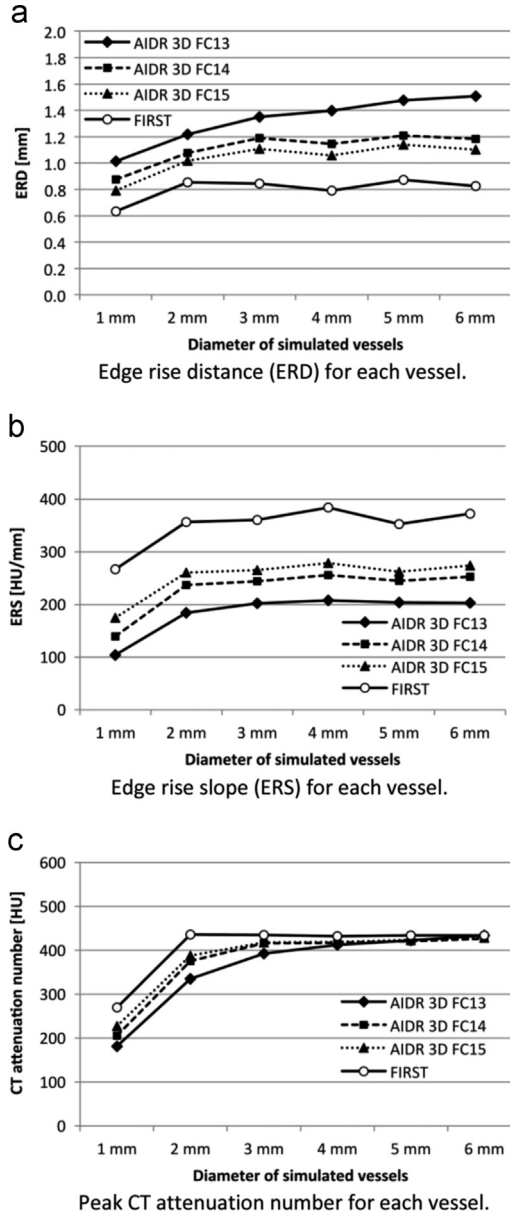 a
2.0
1.8
1.6
1.4
1.2
1.0
0.8
0.6
0.4
0.2
0.0
ERD [mm]
AIDR 3D FC13
AIDR 3D FC14
AIDR 3D FC15
FIRST
1 mm 2 mm 3 mm 4 mm 5 mm 6 mm
Diameter of simulated vessels
Edge rise distance (ERD) for each vessel.
b
500
400
300
200
100
0
ERS [HU/mm]
AIDR 3D FC13
AIDR 3D FC14
AIDR 3D FC15
FIRST
1 mm 2 mm 3 mm 4 mm 5 mm 6 mm
Diameter of simulated vessels
Edge rise slope (ERS) for each vessel.
c
600
500
400
300
200
100
0
CT attenuation number [HU]
AIDR 3D FC13
AIDR 3D FC14
AIDR 3D FC15
FIRST
1 mm 2 mm 3 mm 4 mm 5 mm 6 mm
Diameter of simulated vessels
Peak CT attenuation number for each vessel.